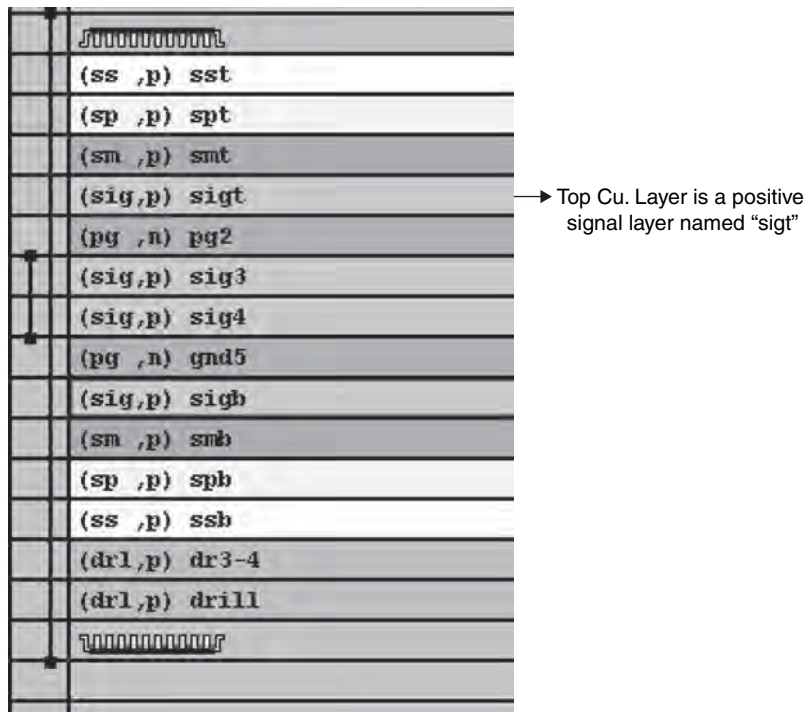 (ss ,p) sst
(sp ,p) spt
(sm ,p) smt
(sig,p) sigt
Top Cu. Layer is a positive
signal layer named “sigt”
(pg ,n) pg2
(sig,p) sig3
(sig,p) sig4
(pg ,n) gnd5
(sig,p) sigb
(sm ,p) smb
(sp ,p) spb
(ss ,p) ssb
(drl,p) dr3-4
(drl,p) drill